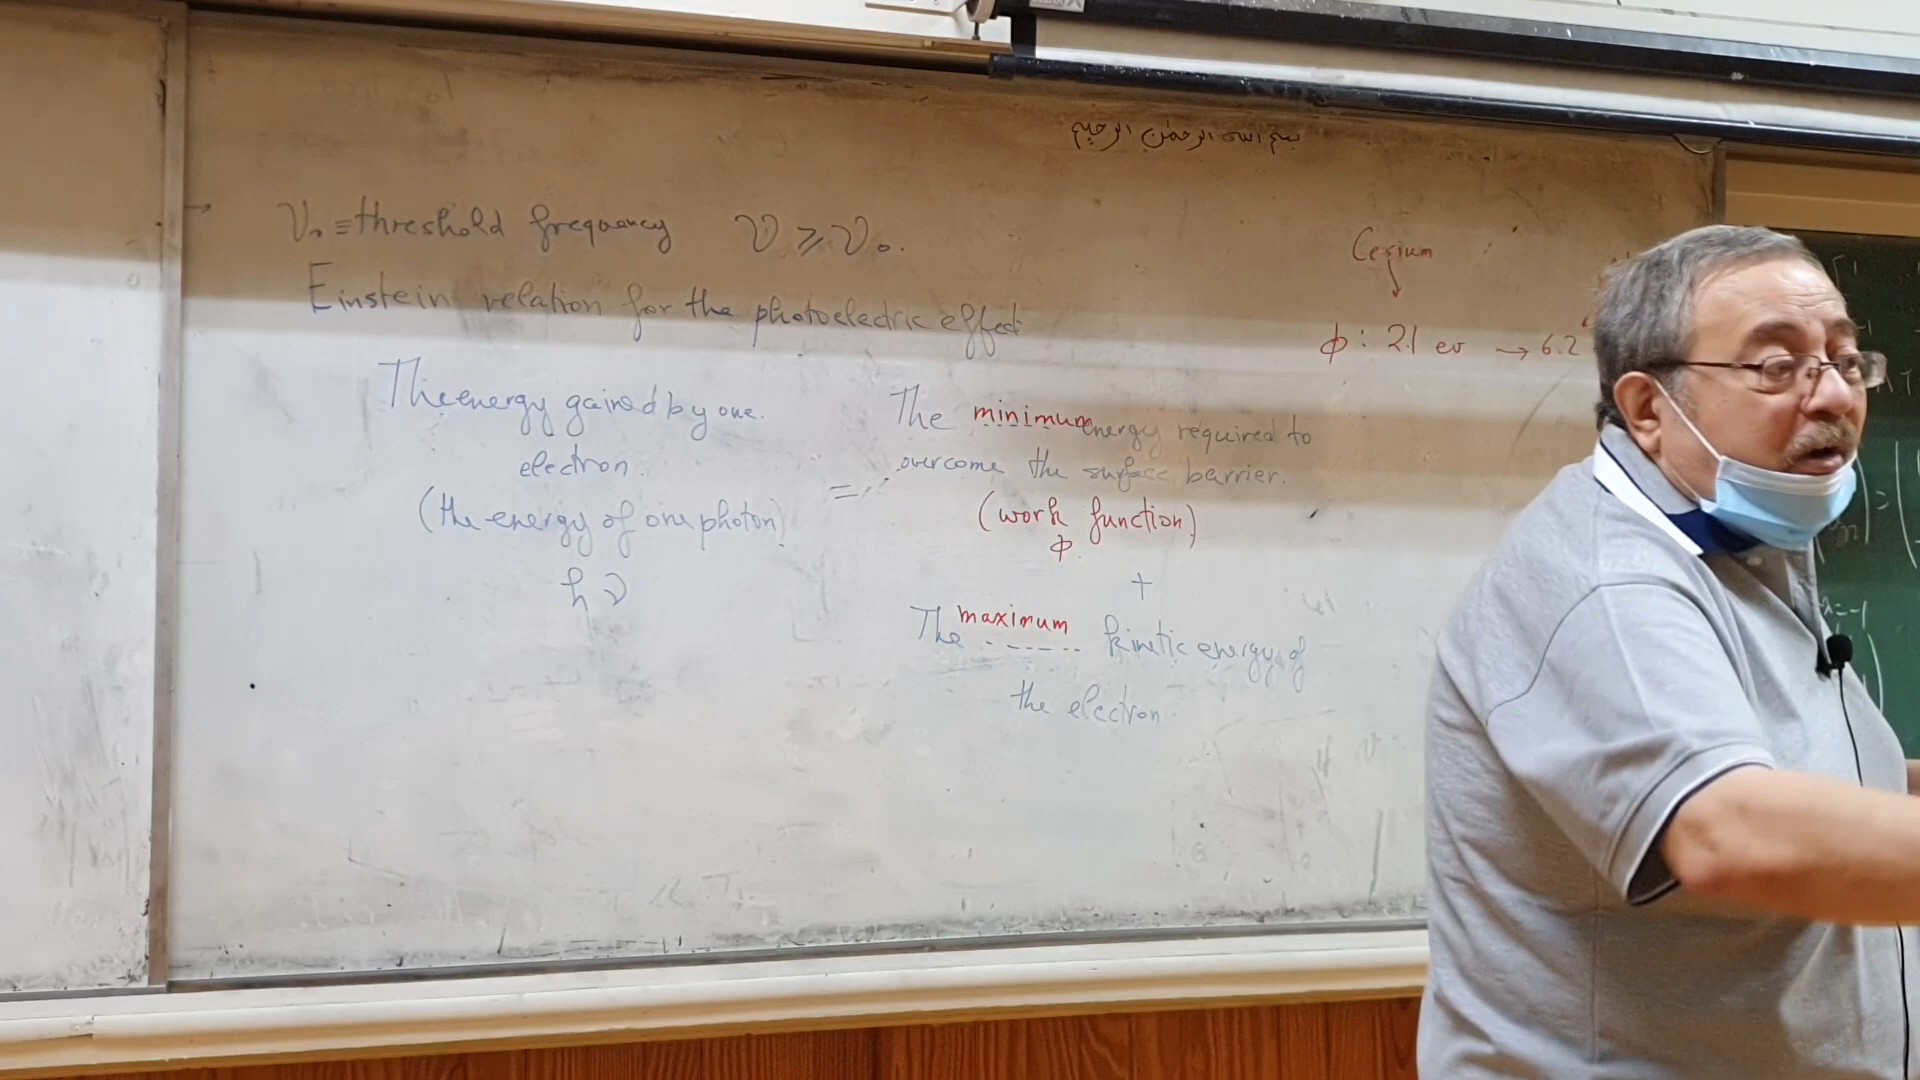 بسم الله الرحمن الرحيم
ν₀ ≡ threshold frequency ν ⩾ ν₀.
Einstein relation for the photoelectric effect
Cesium
↓
φ : 2.1 ev → 6.2
The energy gained by one.
electron.
(the energy of one photon)
hν
=
The minimum energy required to
overcome the surface barrier.
(work function)
φ.
+
The maximum kinetic energy of
the electron